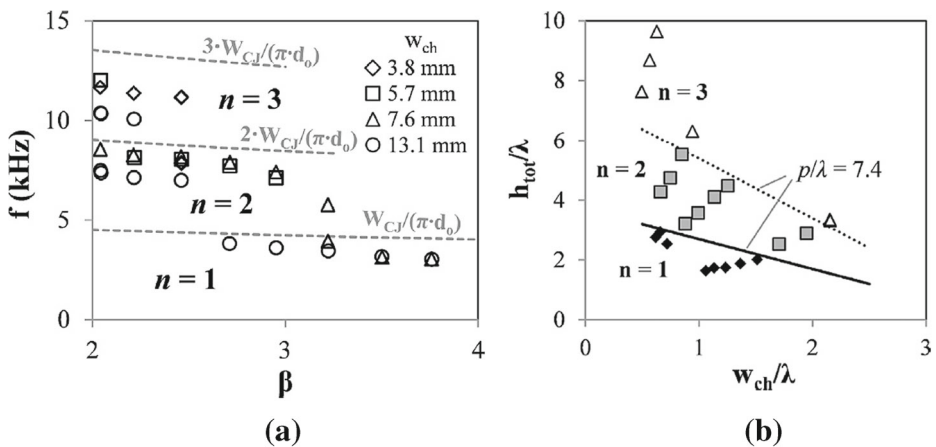 15
10
5
0
f (kHz)
2
3
4
β
3·W_CJ/(π·d_o)
2·W_CJ/(π·d_o)
W_CJ/(π·d_o)
n = 3
n = 2
n = 1
w_ch
3.8 mm
5.7 mm
7.6 mm
13.1 mm
(a)
10
8
6
4
2
0
h_tot/λ
0
1
2
3
w_ch/λ
n = 3
n = 2
n = 1
p/λ = 7.4
(b)